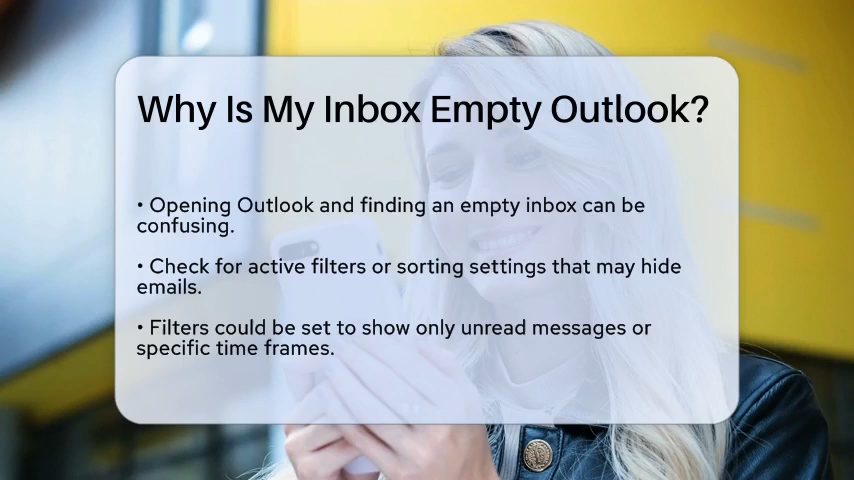 Why Is My Inbox Empty Outlook?
• Opening Outlook and finding an empty inbox can be
confusing.
• Check for active filters or sorting settings that may hide
emails.
• Filters could be set to show only unread messages or
specific time frames.